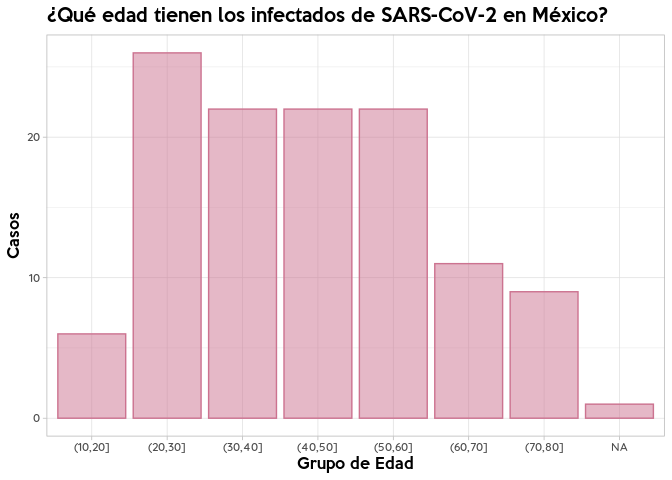 ¿Qué edad tienen los infectados de SARS-CoV-2 en México?
Casos
20
10
0
(10,20] (20,30] (30,40] (40,50] (50,60] (60,70] (70,80] NA
Grupo de Edad